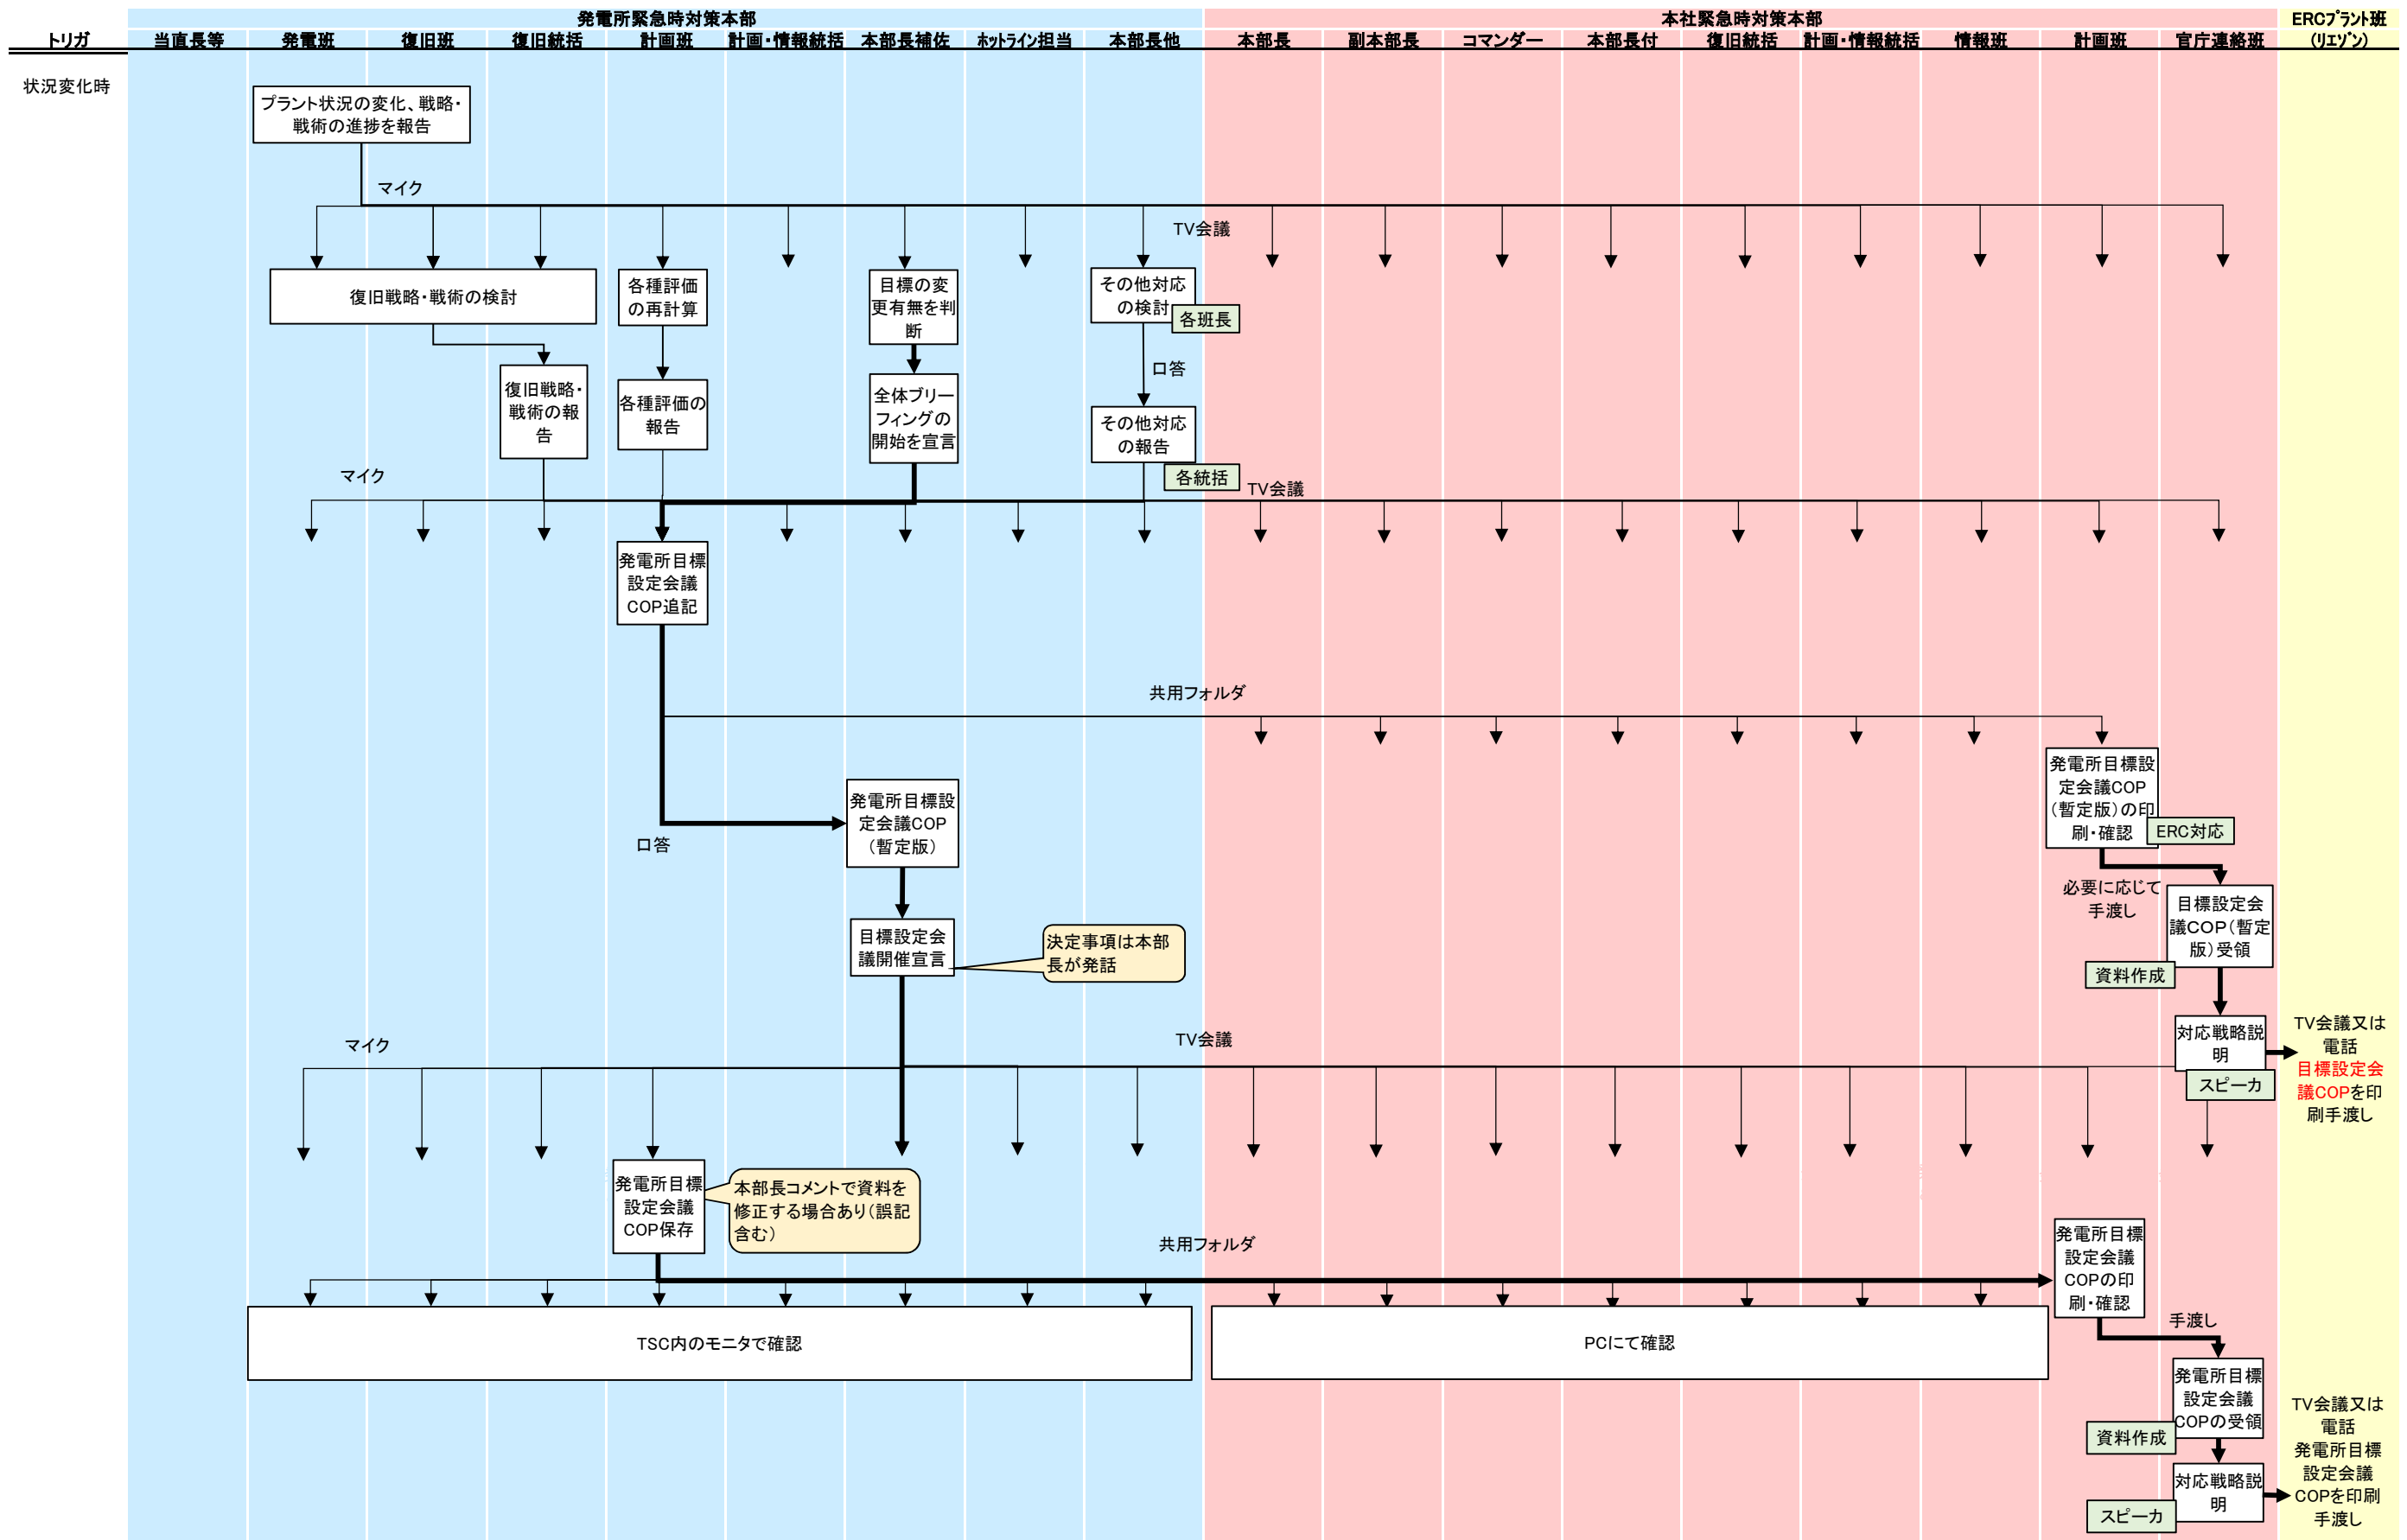 発電所緊急時対策本部
本社緊急時対策本部
ERCﾌﾟﾗﾝﾄ班
トリガ
当直長等
発電班
復旧班
復旧統括
計画班
計画・情報統括
本部長補佐
ﾎｯﾄﾗｲﾝ担当
本部長他
本部長
副本部長
コマンダー
本部長付
復旧統括
計画・情報統括
情報班
計画班
官庁連絡班
(ﾘｴｿﾞﾝ)
状況変化時
プラント状況の変化、戦略・
戦術の進捗を報告
マイク
TV会議
復旧戦略・戦術の検討
各種評価
の再計算
目標の変
更有無を判
断
その他対応
の検討
各班長
口答
復旧戦略・
戦術の報
告
各種評価の
報告
全体ブリー
フィングの
開始を宣言
その他対応
の報告
各統括
マイク
TV会議
発電所目標
設定会議
COP追記
共用フォルダ
発電所目標設
定会議COP
（暫定版）の印
刷・確認
ERC対応
発電所目標設
定会議COP
（暫定版）
口答
必要に応じて
手渡し
目標設定会
議COP（暫定
版）受領
資料作成
目標設定会
議開催宣言
決定事項は本部
長が発話
マイク
TV会議
対応戦略説
明
スピーカ
TV会議又は
電話
目標設定会
議COPを印
刷手渡し
発電所目標
設定会議
COP保存
本部長コメントで資料を
修正する場合あり（誤記
含む）
共用フォルダ
発電所目標
設定会議
COPの印
刷・確認
手渡し
TSC内のモニタで確認
PCにて確認
発電所目標
設定会議
COPの受領
資料作成
対応戦略説
明
スピーカ
TV会議又は
電話
発電所目標
設定会議
COPを印刷
手渡し